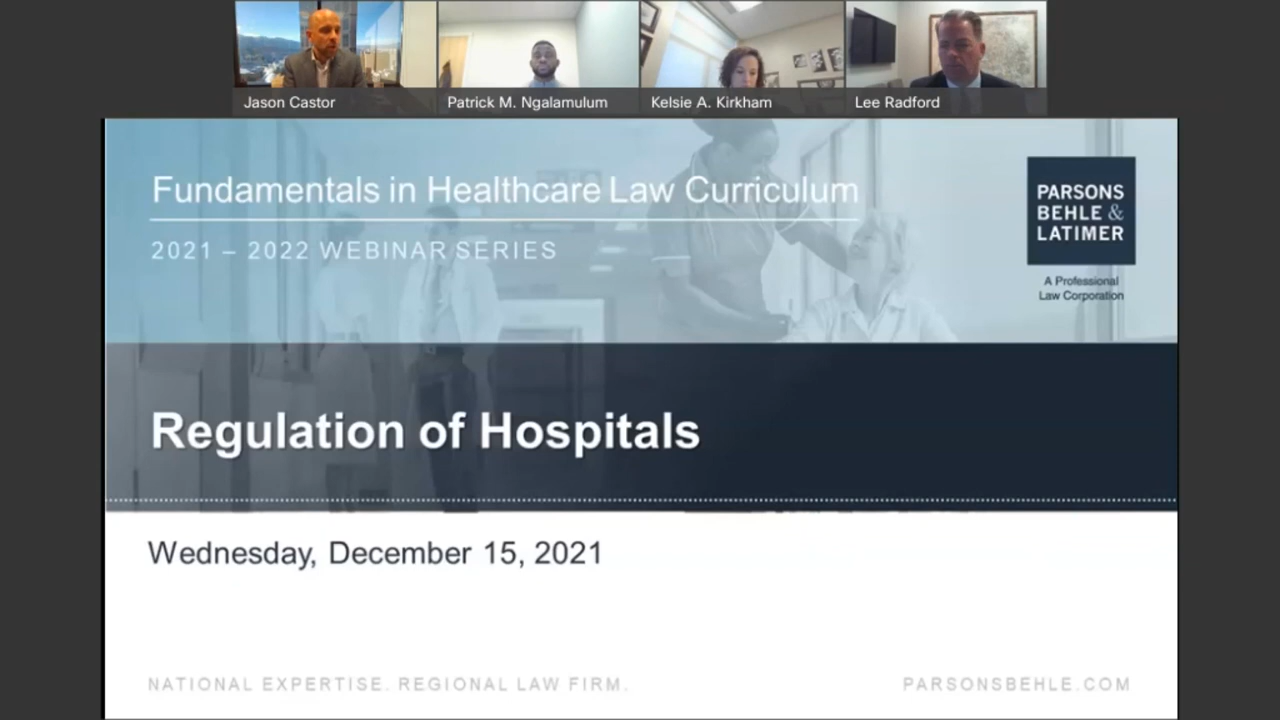 Jason Castor
Patrick M. Ngalamulum
Kelsie A. Kirkham
Lee Radford
Fundamentals in Healthcare Law Curriculum
2021 – 2022 WEBINAR SERIES
PARSONS
BEHLE &
LATIMER
A Professional
Law Corporation
Regulation of Hospitals
Wednesday, December 15, 2021
NATIONAL EXPERTISE. REGIONAL LAW FIRM.
PARSONSBEHLE.COM